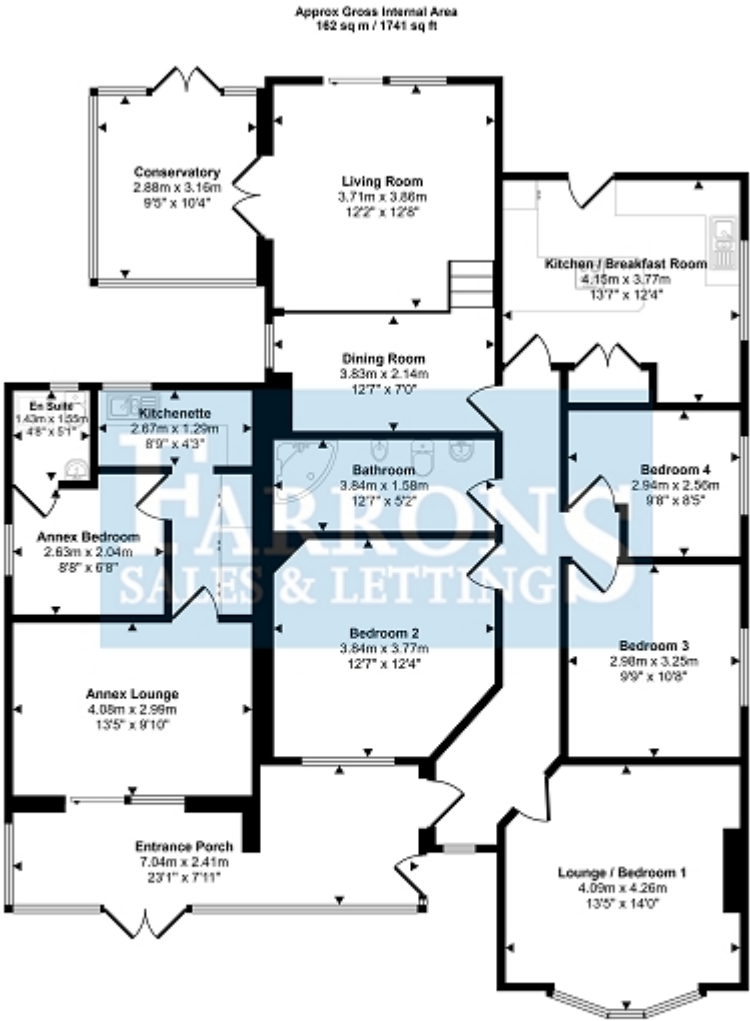 Approx Gross Internal Area
162 sq m / 1741 sq ft
Conservatory
2.88m x 3.16m
9'5" x 10'4"
Living Room
3.71m x 3.86m
12'2" x 12'8"
Kitchen / Breakfast Room
4.15m x 3.77m
13'7" x 12'4"
Dining Room
3.83m x 2.14m
12'7" x 7'0"
En Suite
1.43m x 1.55m
4'8" x 5'1"
Kitchenette
2.67m x 1.29m
8'9" x 4'3"
Bathroom
3.84m x 1.58m
12'7" x 5'2"
Bedroom 4
2.94m x 2.56m
9'8" x 8'5"
Annex Bedroom
2.63m x 2.04m
8'8" x 6'8"
FARRONS
SALES & LETTINGS
Bedroom 2
3.84m x 3.77m
12'7" x 12'4"
Bedroom 3
2.98m x 3.25m
9'9" x 10'8"
Annex Lounge
4.08m x 2.99m
13'5" x 9'10"
Entrance Porch
7.04m x 2.41m
23'1" x 7'11"
Lounge / Bedroom 1
4.09m x 4.26m
13'5" x 14'0"